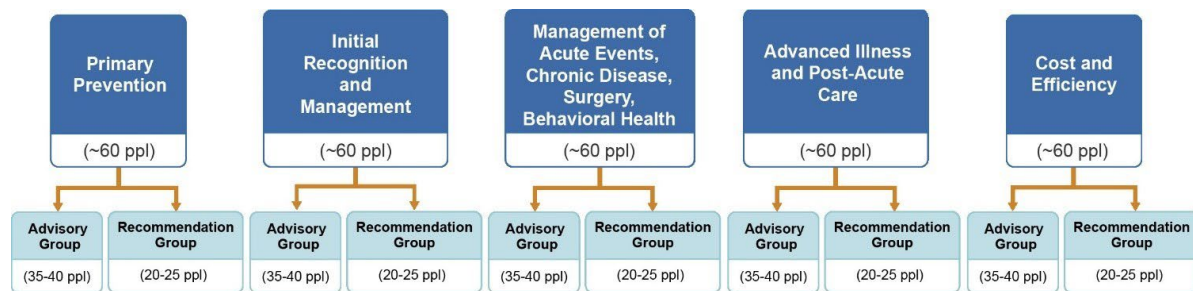 Primary
Prevention
(~60 ppl)
Initial
Recognition
and
Management
(~60 ppl)
Management of
Acute Events,
Chronic Disease,
Surgery,
Behavioral Health
(~60 ppl)
Advanced Illness
and Post-Acute
Care
(~60 ppl)
Cost and
Efficiency
(~60 ppl)
Advisory
Group
(35-40 ppl)
Recommendation
Group
(20-25 ppl)
Advisory
Group
(35-40 ppl)
Recommendation
Group
(20-25 ppl)
Advisory
Group
(35-40 ppl)
Recommendation
Group
(20-25 ppl)
Advisory
Group
(35-40 ppl)
Recommendation
Group
(20-25 ppl)
Advisory
Group
(35-40 ppl)
Recommendation
Group
(20-25 ppl)